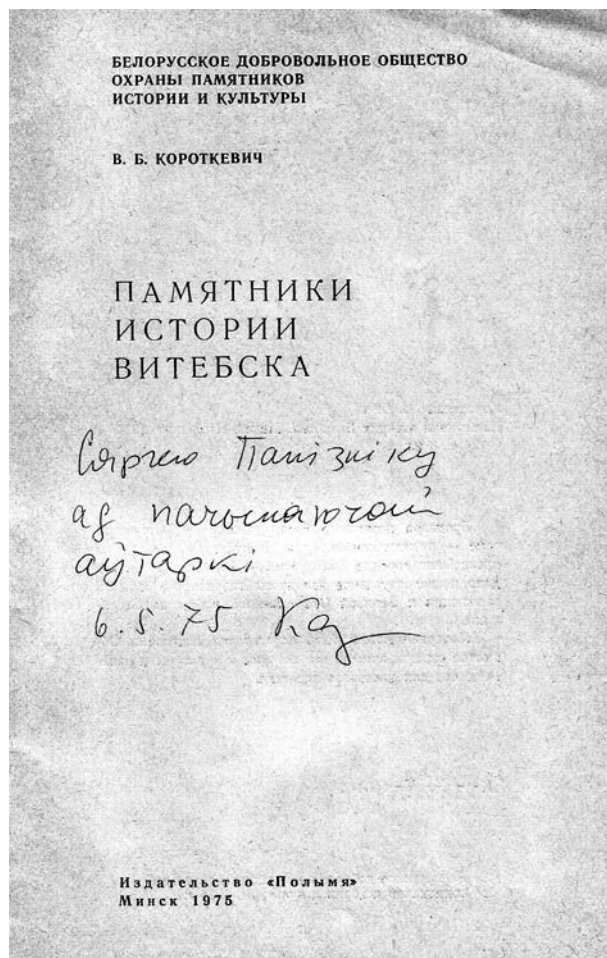 БЕЛОРУССКОЕ ДОБРОВОЛЬНОЕ ОБЩЕСТВО
ОХРАНЫ ПАМЯТНИКОВ
ИСТОРИИ И КУЛЬТУРЫ
В. Б. КОРОТКЕВИЧ
ПАМЯТНИКИ
ИСТОРИИ
ВИТЕБСКА
Сяргею Панізніку
ад пачынаючай
аўтаркі
6.5.75
Издательство «Полымя»
Минск 1975